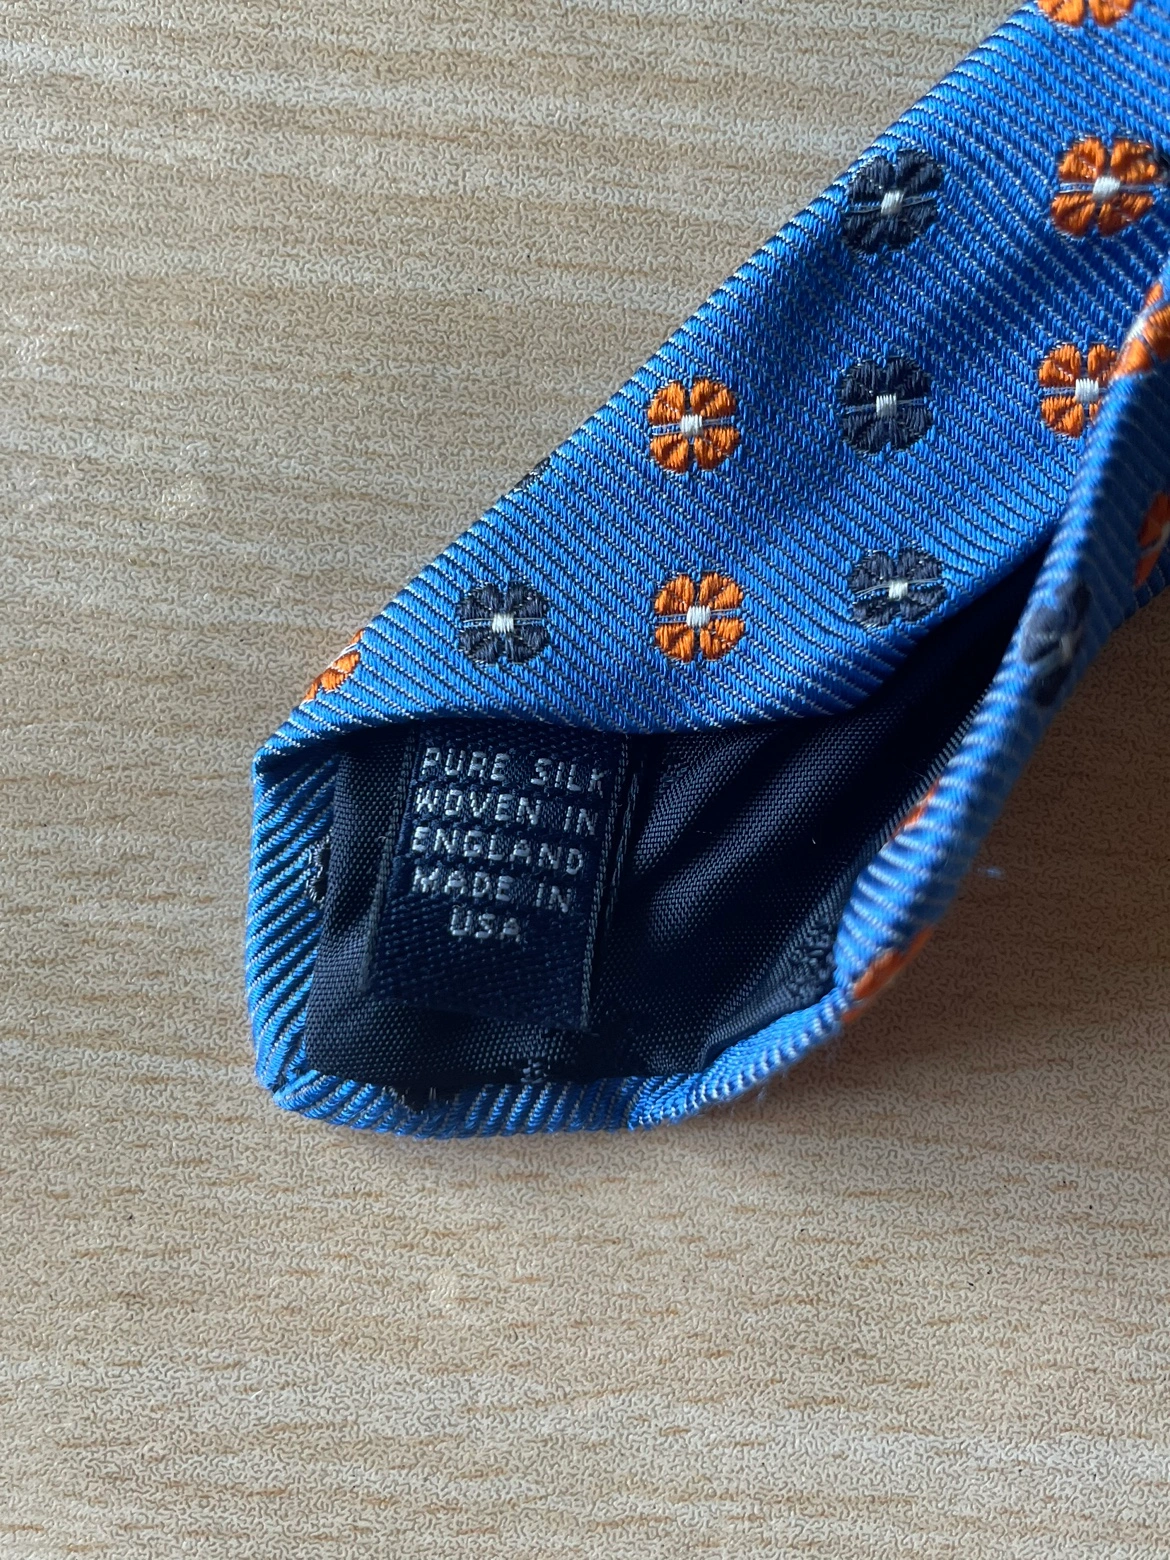 PURE SILK
WOVEN IN
ENGLAND
MADE IN
USA